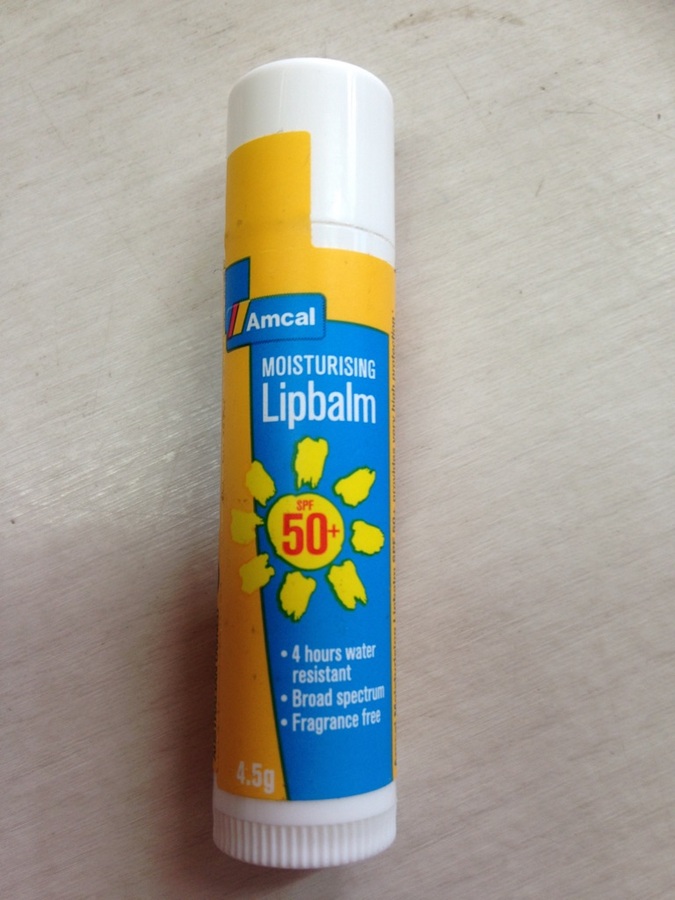 Amcal
MOISTURISING
Lipbalm
SPF
50+
• 4 hours water
resistant
• Broad spectrum
• Fragrance free
4.5g